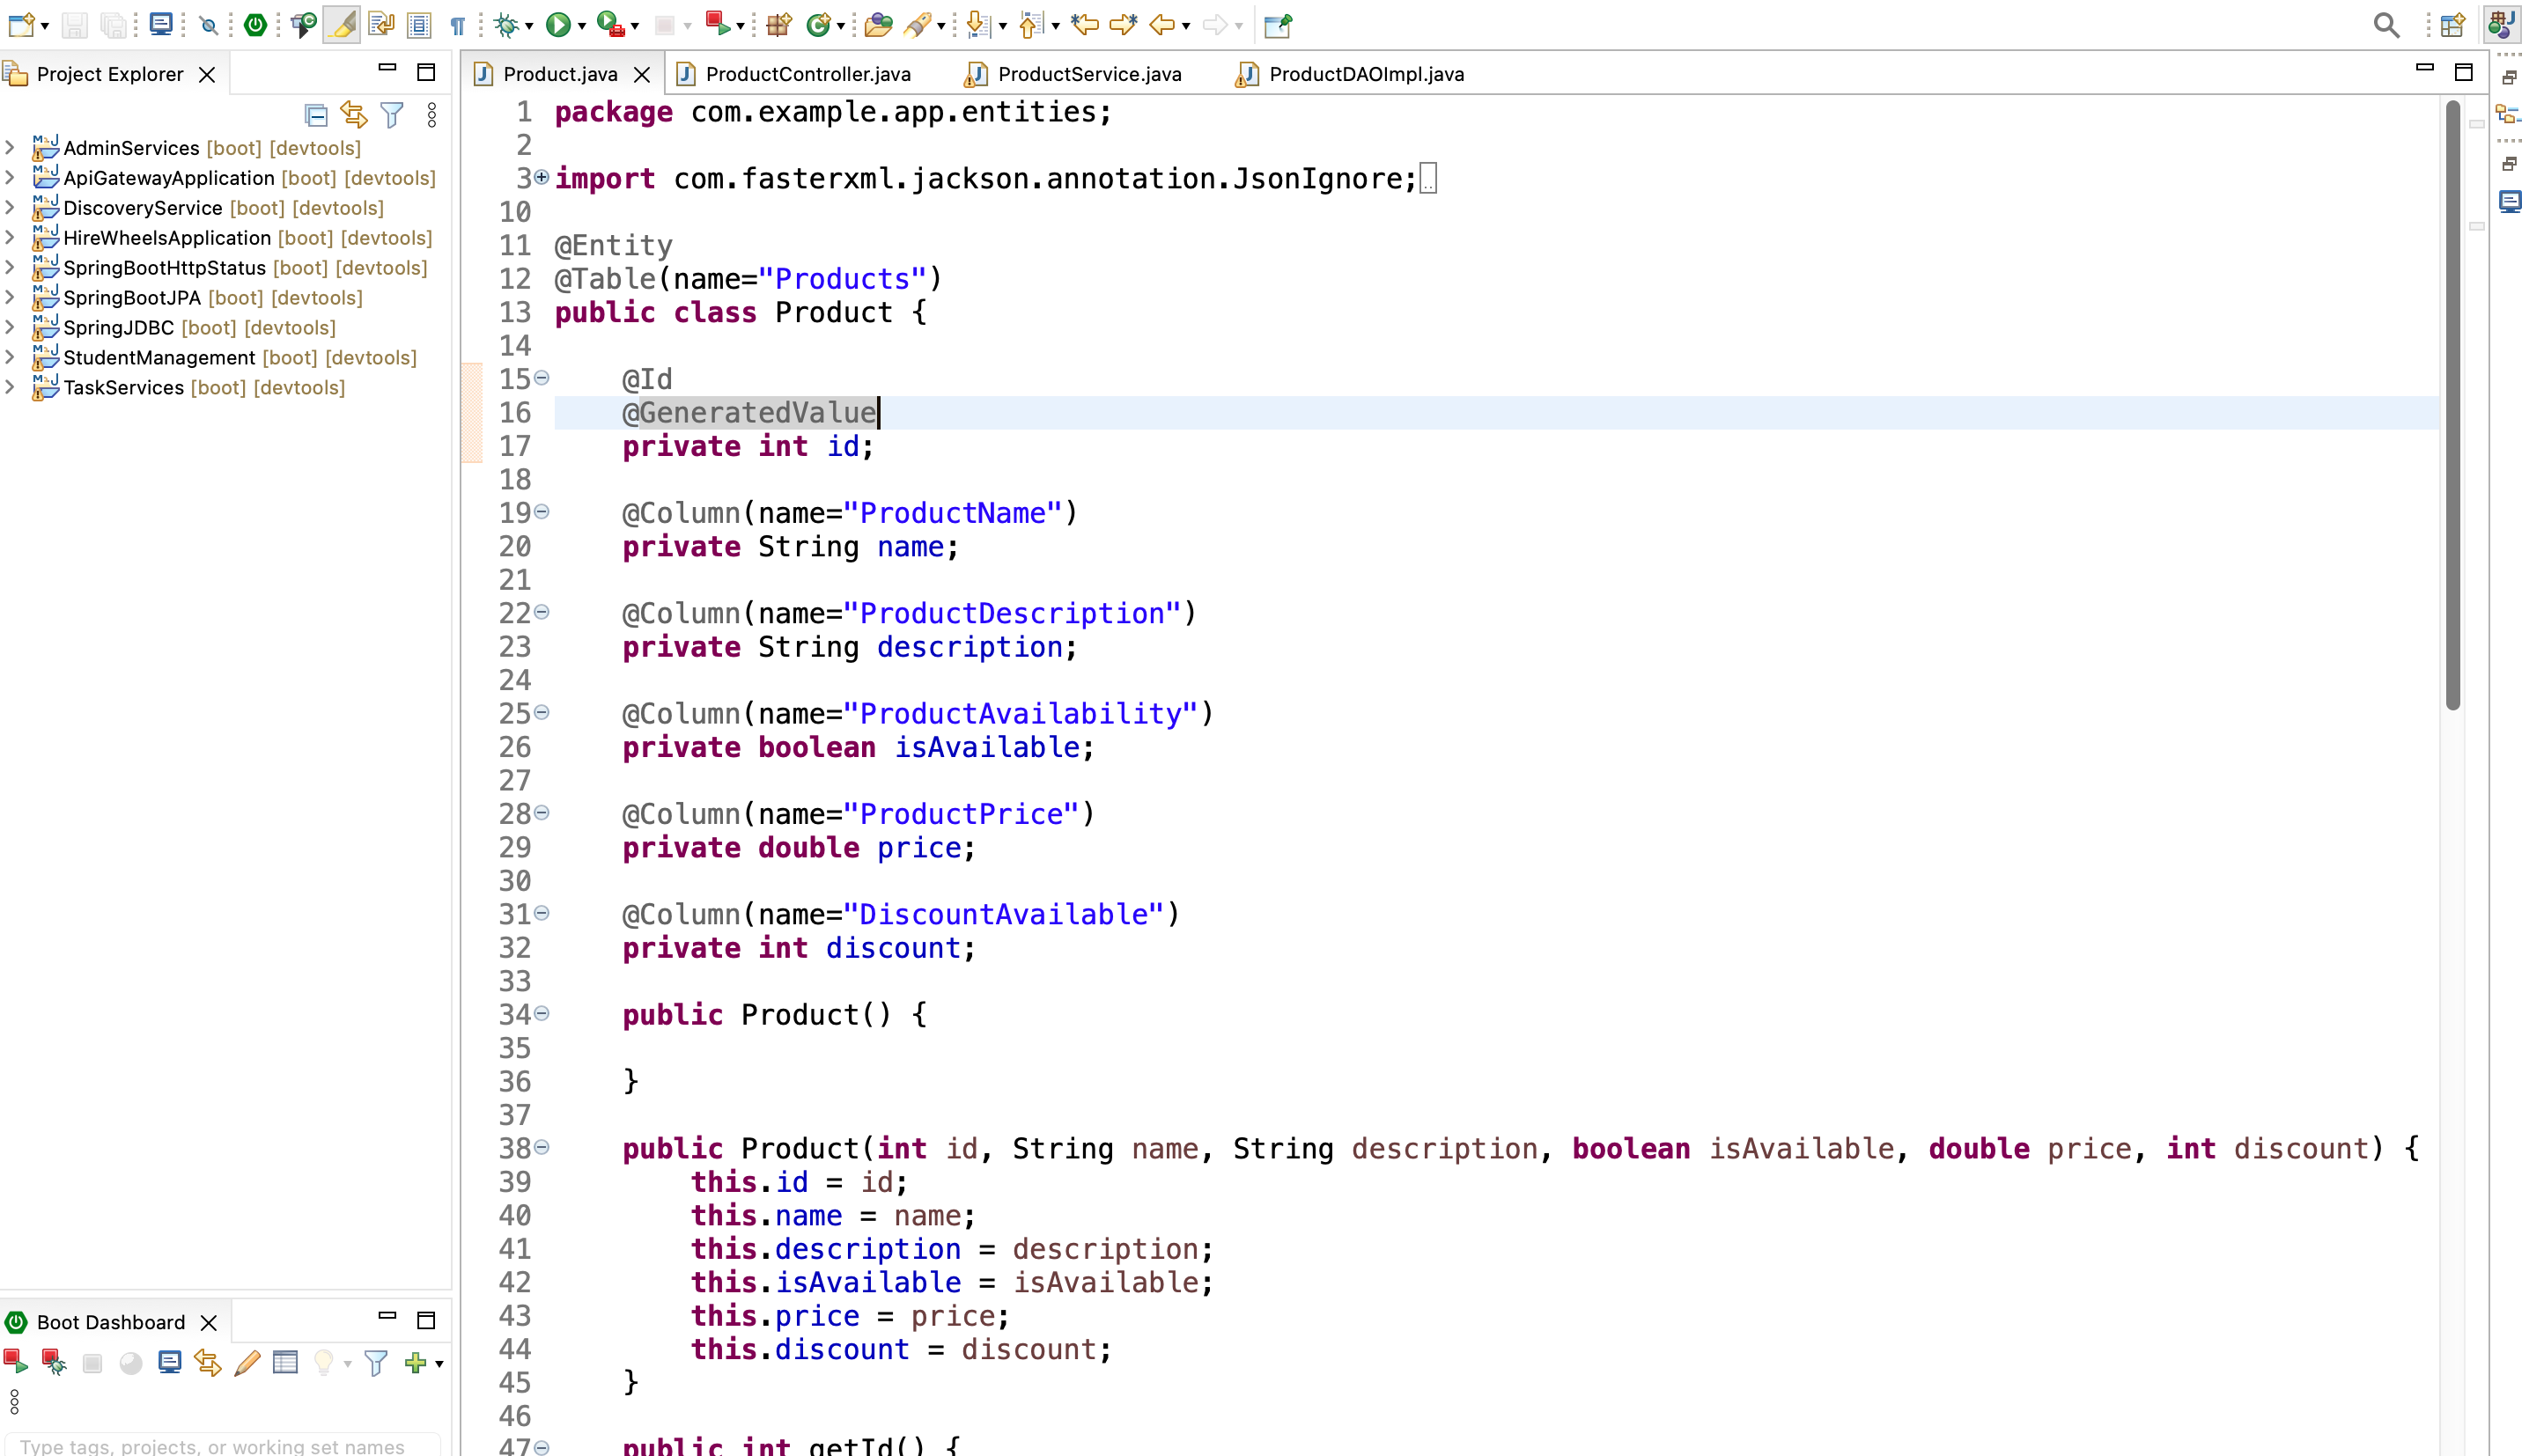 Project Explorer
AdminServices [boot] [devtools]
ApiGatewayApplication [boot] [devtools]
DiscoveryService [boot] [devtools]
HireWheelsApplication [boot] [devtools]
SpringBootHttpStatus [boot] [devtools]
SpringBootJPA [boot] [devtools]
SpringJDBC [boot] [devtools]
StudentManagement [boot] [devtools]
TaskServices [boot] [devtools]
Boot Dashboard
Type tags, projects, or working set names
Product.java ProductController.java ProductService.java ProductDAOImpl.java
1 package com.example.app.entities;
2
3 import com.fasterxml.jackson.annotation.JsonIgnore;
10
11 @Entity
12 @Table(name="Products")
13 public class Product {
14
15 @Id
16 @GeneratedValue
17 private int id;
18
19 @Column(name="ProductName")
20 private String name;
21
22 @Column(name="ProductDescription")
23 private String description;
24
25 @Column(name="ProductAvailability")
26 private boolean isAvailable;
27
28 @Column(name="ProductPrice")
29 private double price;
30
31 @Column(name="DiscountAvailable")
32 private int discount;
33
34 public Product() {
35
36 }
37
38 public Product(int id, String name, String description, boolean isAvailable, double price, int discount) {
39 this.id = id;
40 this.name = name;
41 this.description = description;
42 this.isAvailable = isAvailable;
43 this.price = price;
44 this.discount = discount;
45 }
46
47 public int getId() {